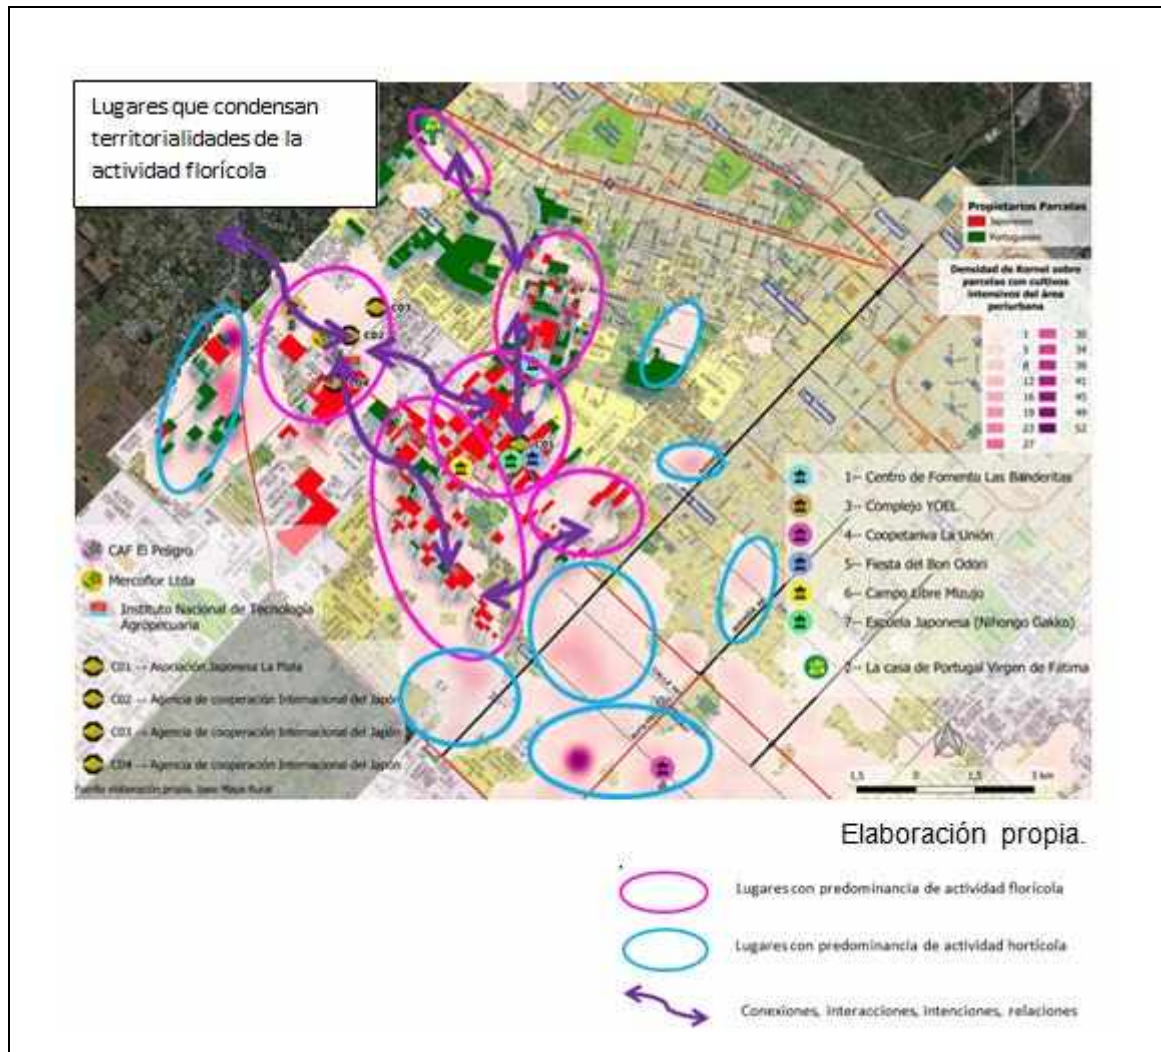 Lugares que condensan
territorialidades de la
actividad florícola
Propietarios Parcelas
Japoneses
Portugueses
Densidad de Kernel sobre
parcelas con cultivos
intensivos del área
periurbana
1
5
8
12
16
19
23
27
30
34
39
41
45
49
52
C03
C02
C04
C01
1-- Centro de Fomento Las Banderitas
3-- Complejo YOEL
4-- Coopetariva La Unión
5-- Fiesta del Bon Odori
6-- Campo Libre Mizujo
7-- Escuela Japonesa (Nihongo Gakko)
2-- La casa de Portugal Virgen de Fátima
CAF El Peligro
Mercoflor Ltda
Instituto Nacional de Tecnología
Agropecuaria
C01 -- Asociación Japonesa La Plata
C02 -- Agencia de cooperación Internacional del Japón
C03 -- Agencia de cooperación Internacional del Japón
C04 -- Agencia de cooperación Internacional del Japón
1,5 0 1,5 3 km
Elaboración propia.
Lugares con predominancia de actividad florícola
Lugares con predominancia de actividad hortícola
Conexiones, interacciones, intenciones, relaciones